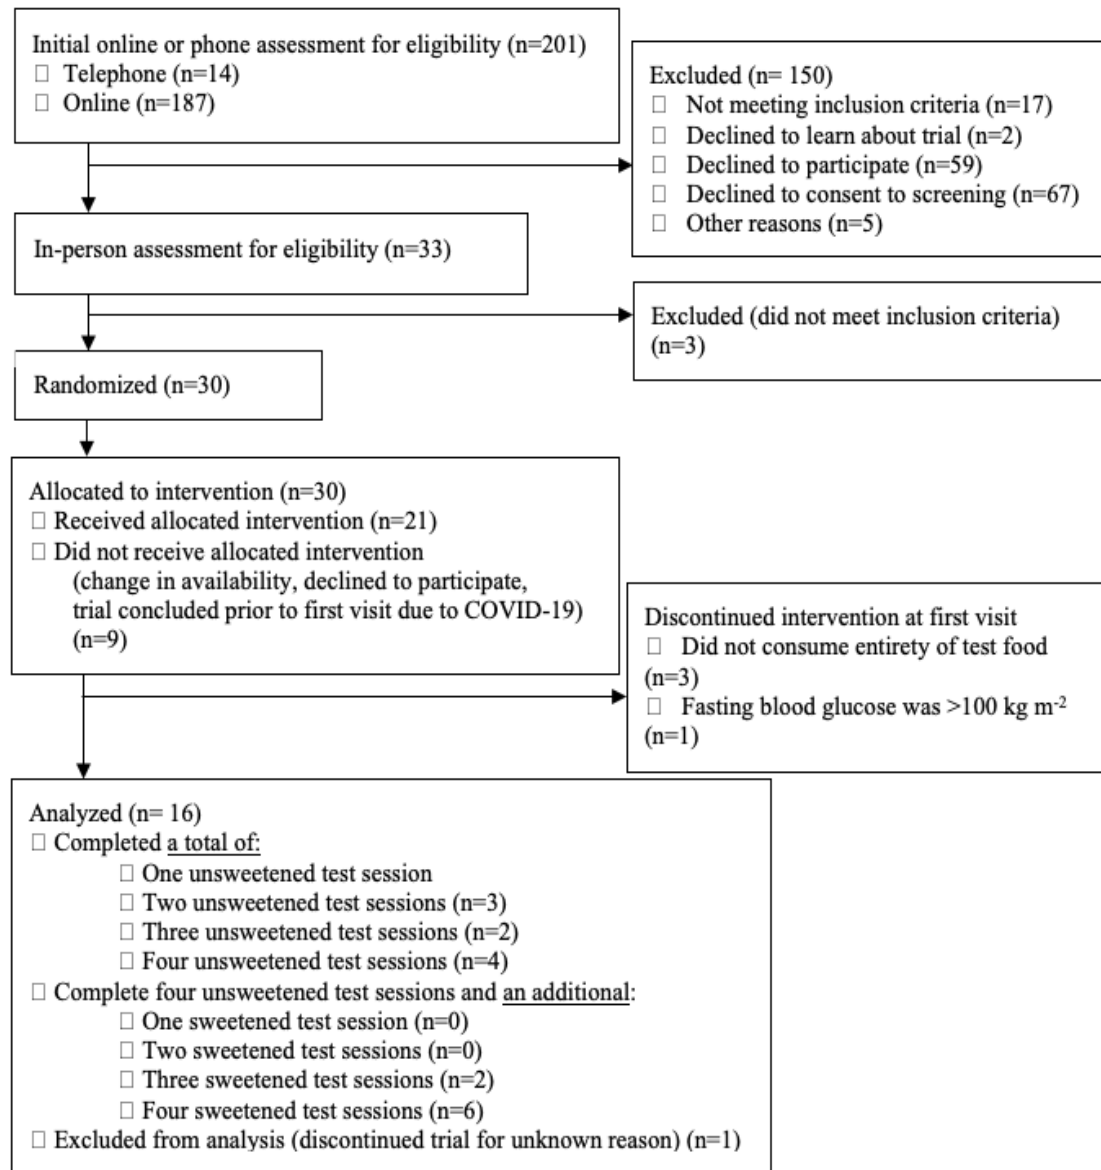 Initial online or phone assessment for eligibility (n=201)
☐ Telephone (n=14)
☐ Online (n=187)
Excluded (n= 150)
☐ Not meeting inclusion criteria (n=17)
☐ Declined to learn about trial (n=2)
☐ Declined to participate (n=59)
☐ Declined to consent to screening (n=67)
☐ Other reasons (n=5)
In-person assessment for eligibility (n=33)
Excluded (did not meet inclusion criteria)
(n=3)
Randomized (n=30)
Allocated to intervention (n=30)
☐ Received allocated intervention (n=21)
☐ Did not receive allocated intervention
(change in availability, declined to participate,
trial concluded prior to first visit due to COVID-19)
(n=9)
Discontinued intervention at first visit
☐ Did not consume entirety of test food
(n=3)
☐ Fasting blood glucose was >100 kg m⁻²
(n=1)
Analyzed (n= 16)
☐ Completed a total of:
☐ One unsweetened test session
☐ Two unsweetened test sessions (n=3)
☐ Three unsweetened test sessions (n=2)
☐ Four unsweetened test sessions (n=4)
☐ Complete four unsweetened test sessions and an additional:
☐ One sweetened test session (n=0)
☐ Two sweetened test sessions (n=0)
☐ Three sweetened test sessions (n=2)
☐ Four sweetened test sessions (n=6)
☐ Excluded from analysis (discontinued trial for unknown reason) (n=1)